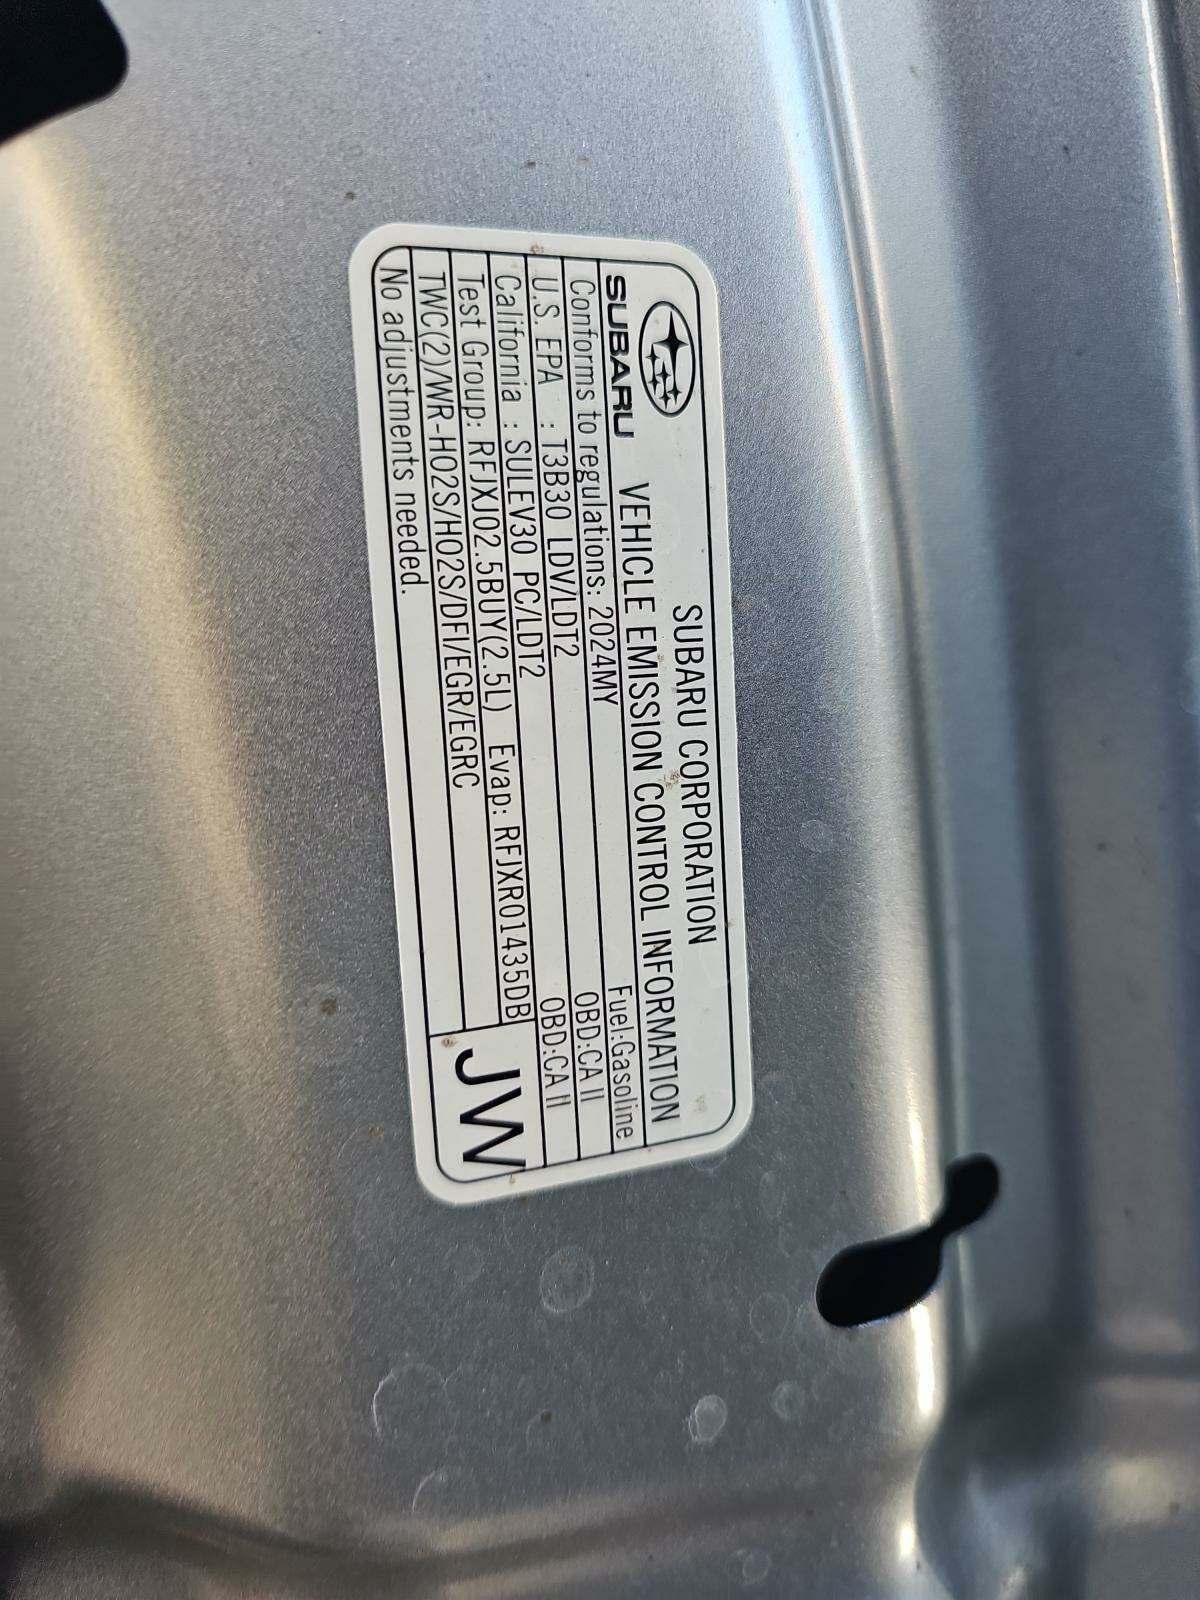 SUBARU CORPORATION
SUBARU VEHICLE EMISSION CONTROL INFORMATION
Conforms to regulations: 2024MY Fuel:Gasoline
U.S. EPA : T3B30 LDV/LDT2 OBD:CA II
California : SULEV30 PC/LDT2 OBD:CA II
Test Group: RFJXJ02.5BUY(2.5L) Evap: RFJXR01435DB
TWC(2)/WR-HO2S/HO2S/DFI/EGR/EGRC
No adjustments needed.
JW